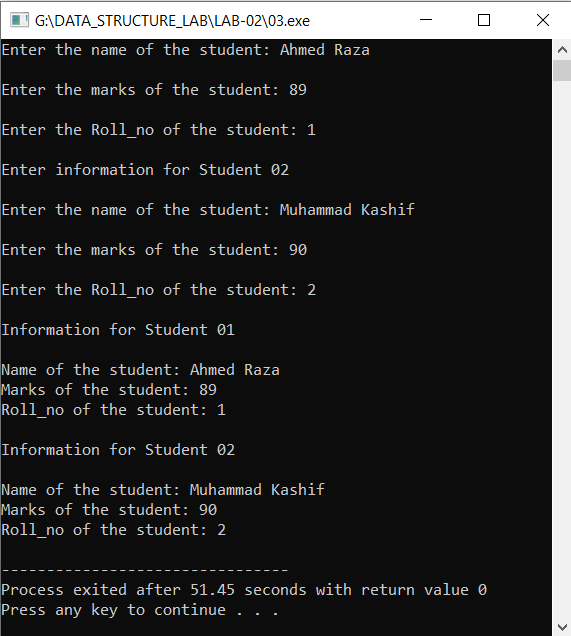 G:\DATA_STRUCTURE_LAB\LAB-02\03.exe
Enter the name of the student: Ahmed Raza
Enter the marks of the student: 89
Enter the Roll_no of the student: 1
Enter information for Student 02
Enter the name of the student: Muhammad Kashif
Enter the marks of the student: 90
Enter the Roll_no of the student: 2
Information for Student 01
Name of the student: Ahmed Raza
Marks of the student: 89
Roll_no of the student: 1
Information for Student 02
Name of the student: Muhammad Kashif
Marks of the student: 90
Roll_no of the student: 2
--------------------------------
Process exited after 51.45 seconds with return value 0
Press any key to continue . . .